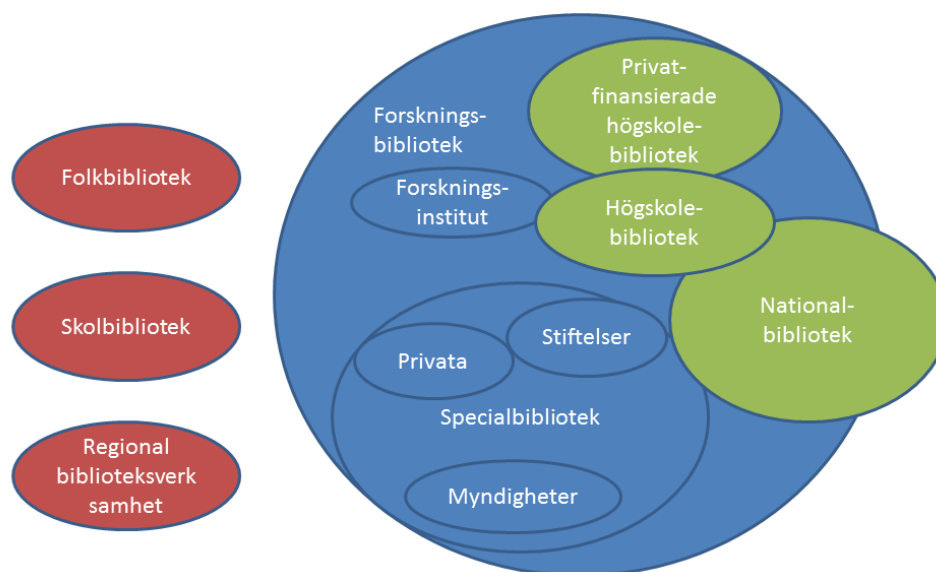 Folkbibliotek
Skolbibliotek
Regional
biblioteksverk
samhet
Forsknings-
bibliotek
Privat-
finansierade
högskole-
bibliotek
Forsknings-
institut
Högskole-
bibliotek
National-
bibliotek
Stiftelser
Privata
Specialbibliotek
Myndigheter